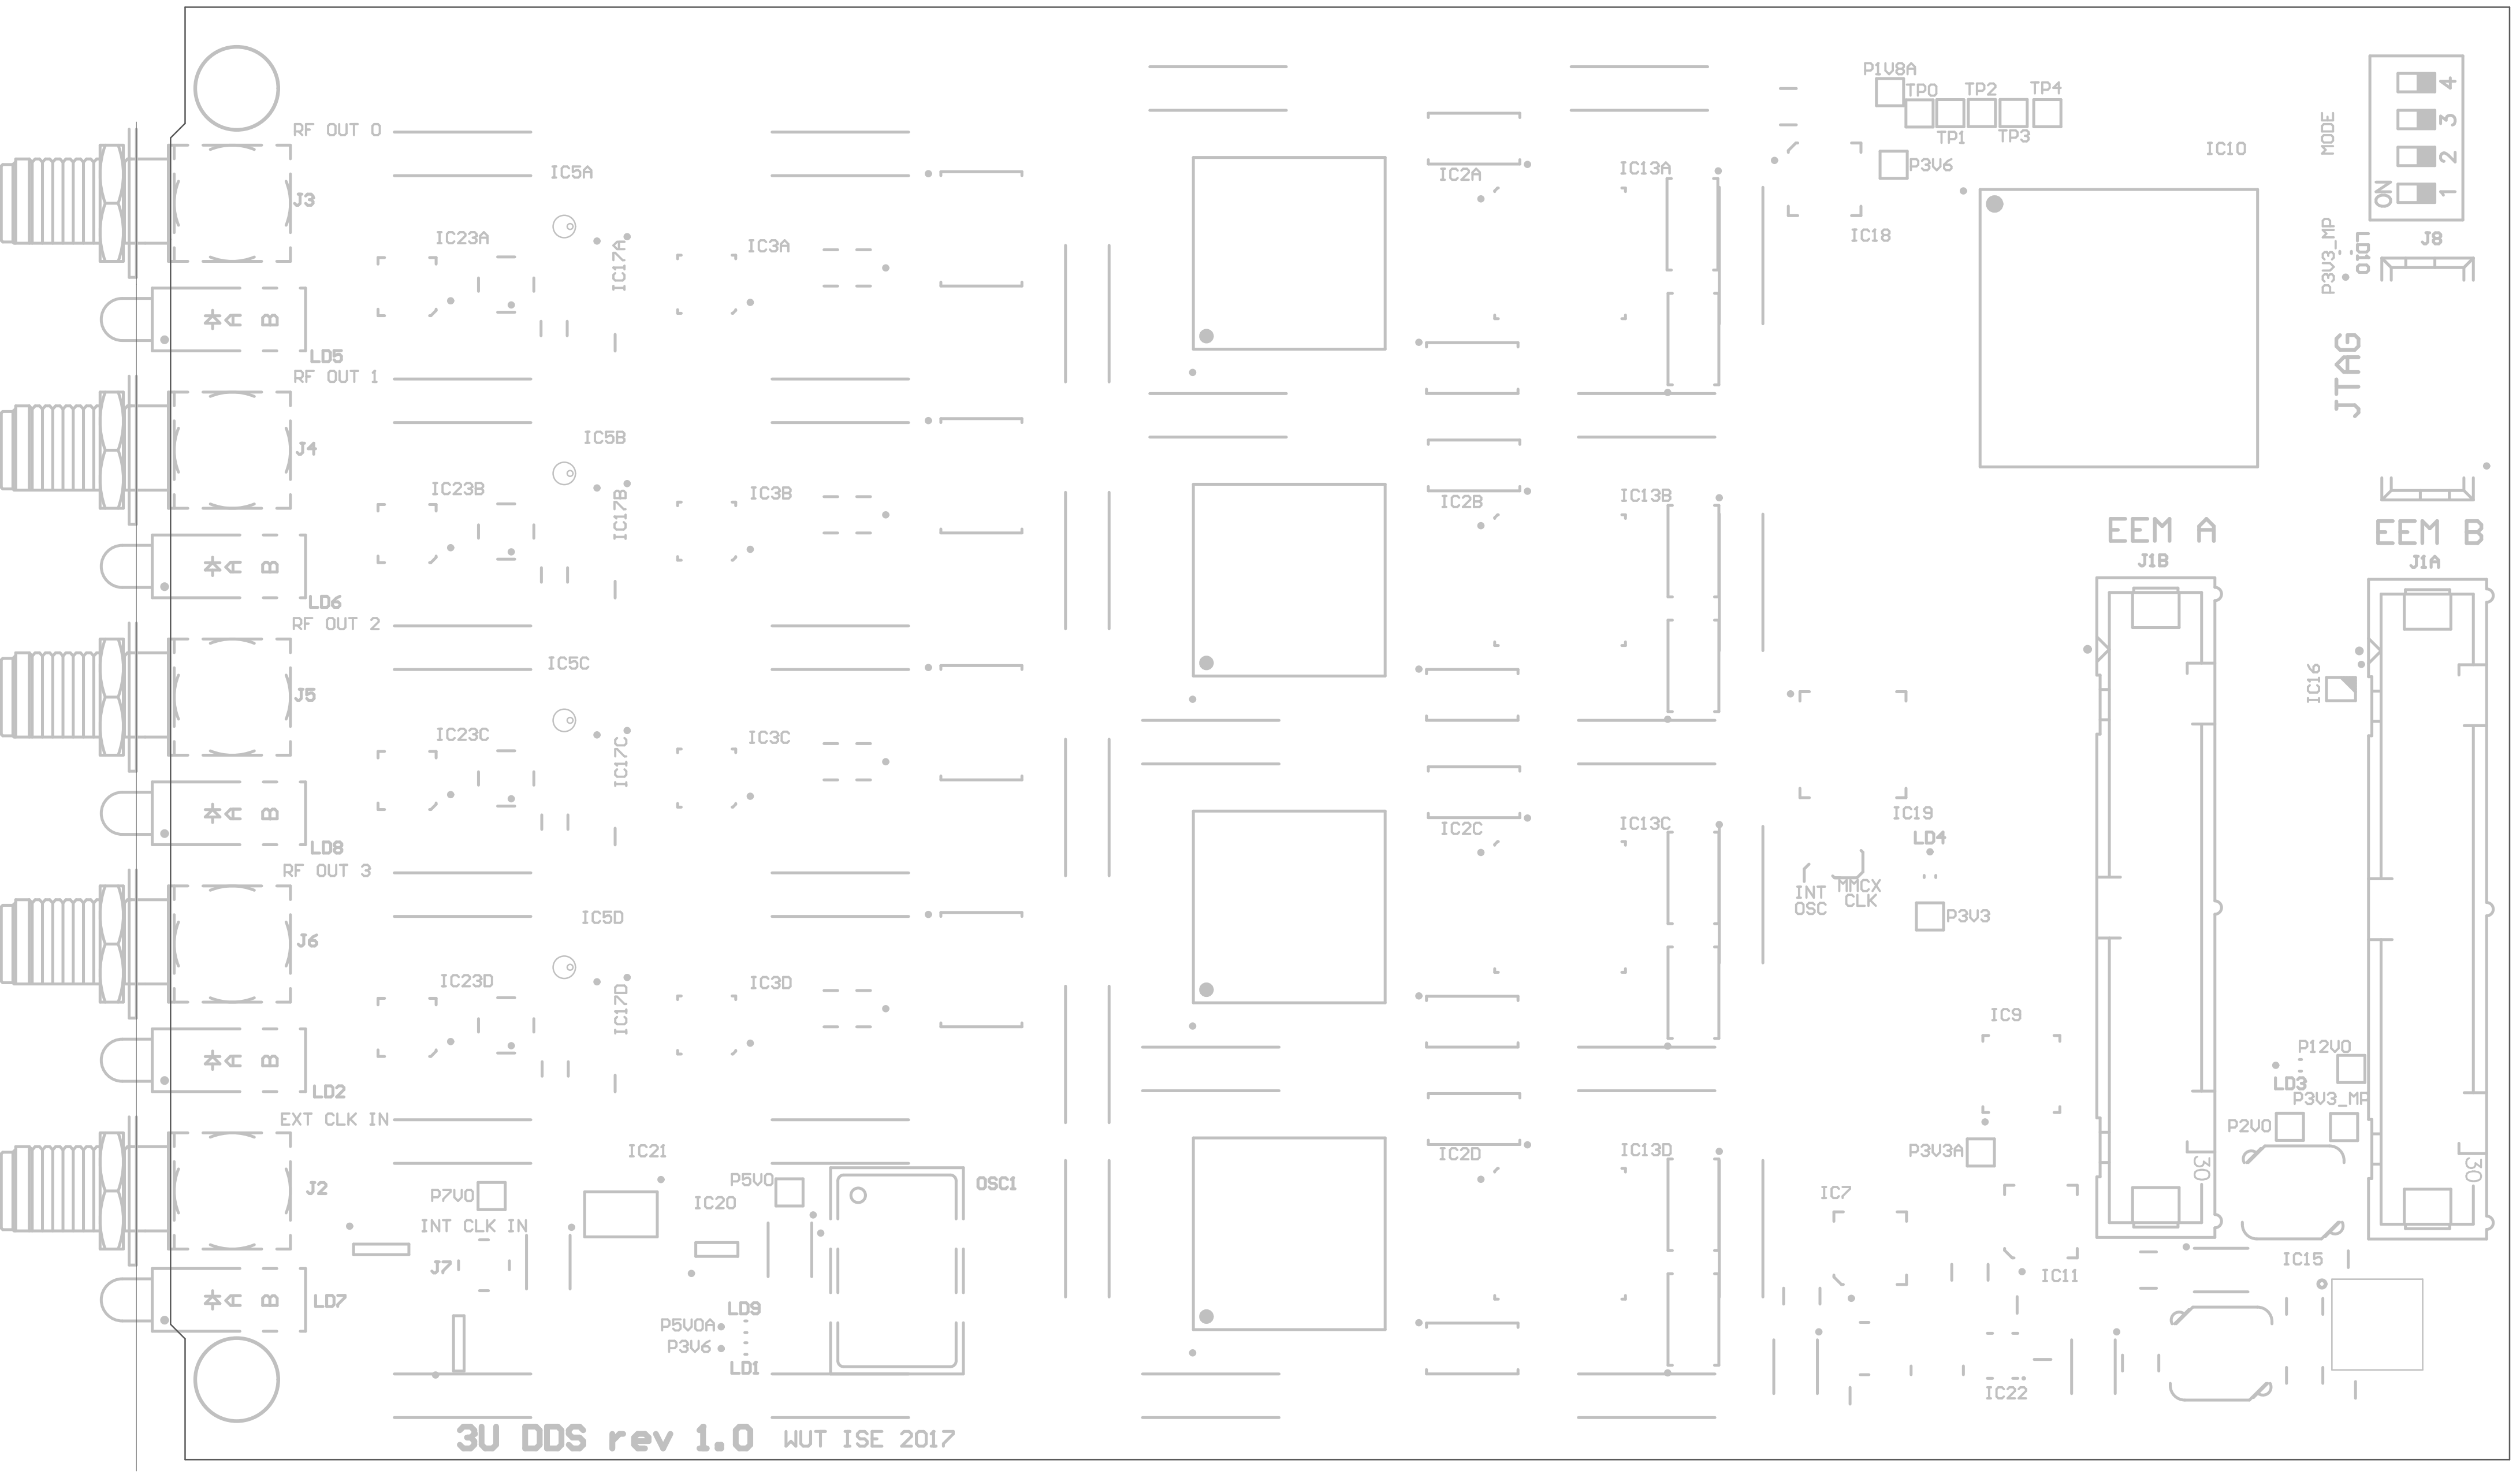 P1V8A
TP0
TP2
TP4
TP1
TP3
P3V6
IC10
MODE
ON
1
2
3
4
J8
P3V3_MP
LD10
JTAG
RF OUT 0
IC5A
J3
IC23A
IC17A
IC3A
IC2A
IC13A
IC18
A
B
LD5
RF OUT 1
IC5B
J4
IC23B
IC17B
IC3B
IC2B
IC13B
EEM A
J1B
EEM B
J1A
A
B
LD6
RF OUT 2
IC5C
J5
IC23C
IC17C
IC3C
IC2C
IC13C
IC16
IC19
LD4
A
B
LD8
RF OUT 3
INT
OSC
MMCX
CLK
P3V3
IC5D
J6
IC23D
IC17D
IC3D
IC9
P12V0
LD3
P3V3_MP
P2V0
A
B
LD2
EXT CLK IN
IC21
IC2D
IC13D
P3V3A
30
30
J2
P7V0
P5V0
IC20
OSC1
IC7
INT CLK IN
J7
IC11
IC15
A
B
LD7
LD9
P5V0A
P3V6
LD1
IC22
3U DDS rev 1.0
WUT ISE 2017